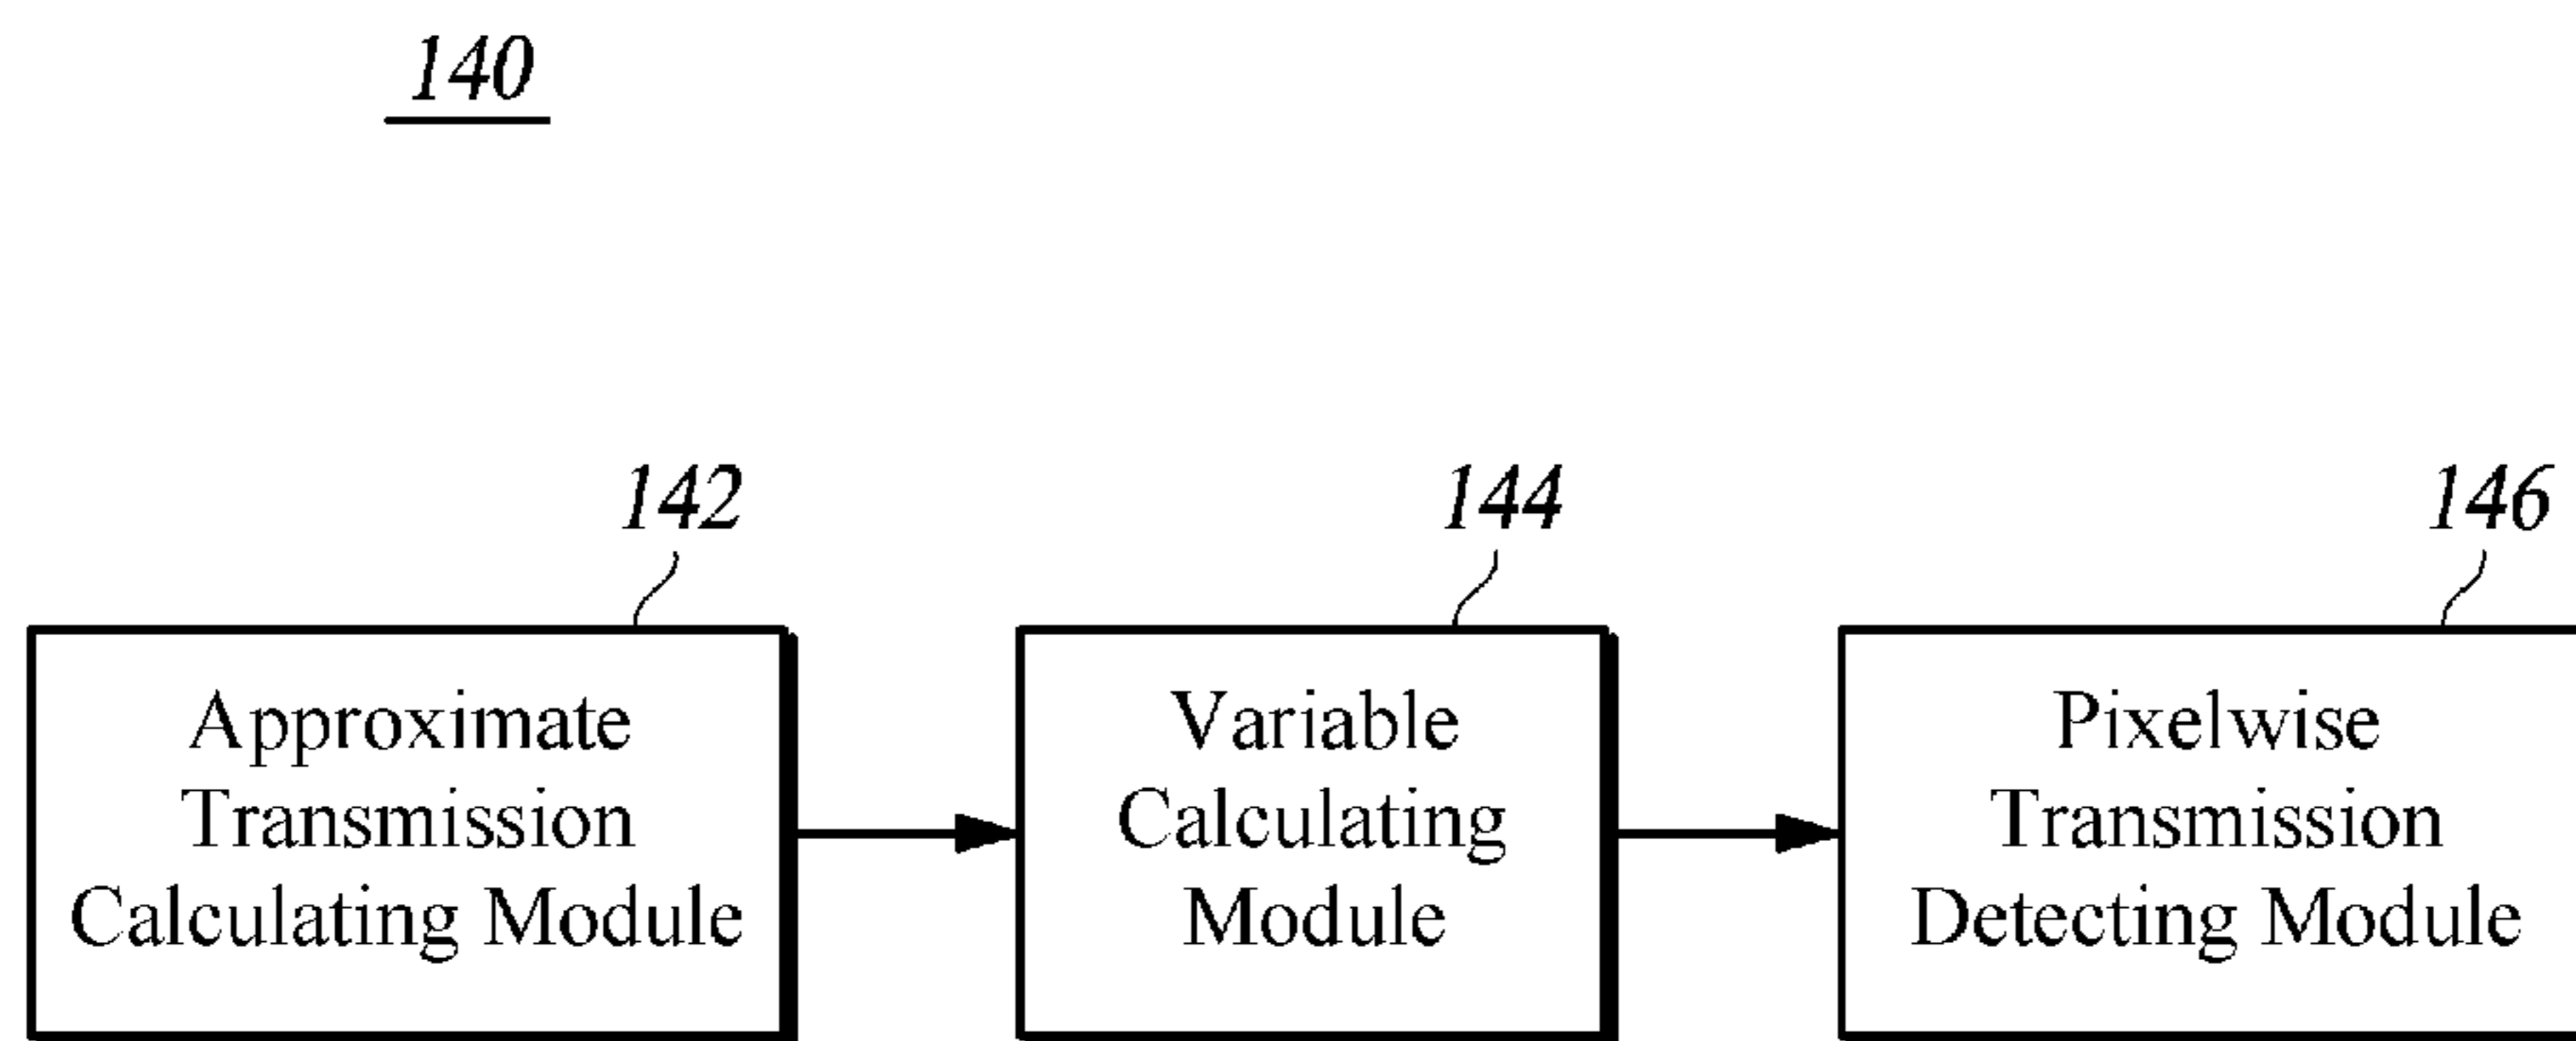 140
142
144
146
Approximate
Transmission
Calculating Module
Variable
Calculating
Module
Pixelwise
Transmission
Detecting Module